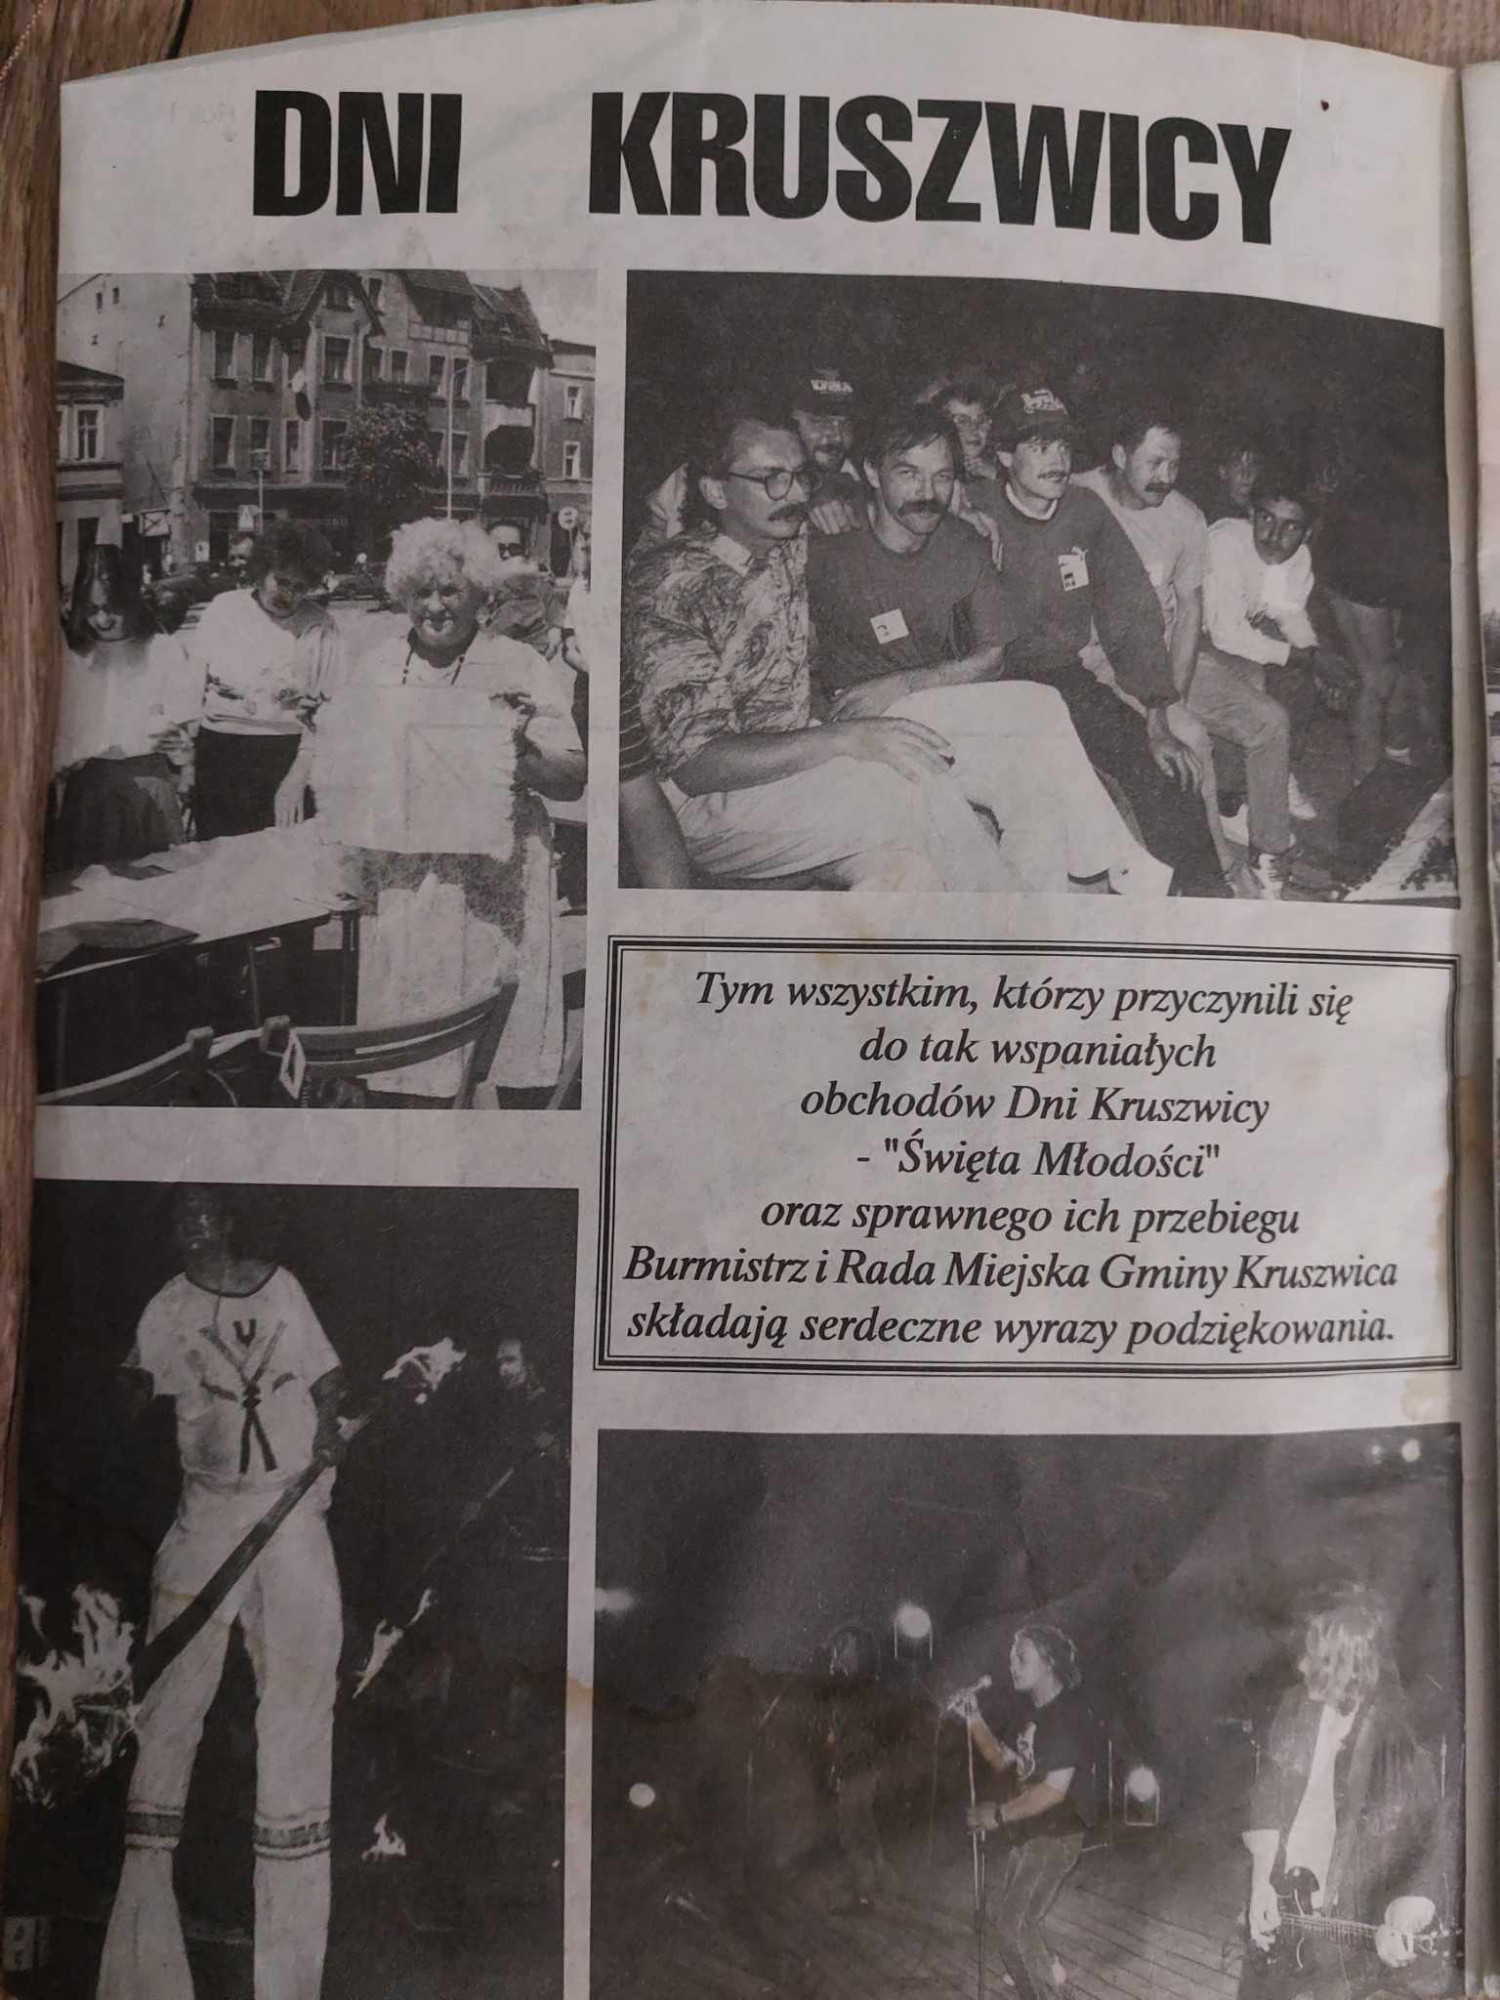 DNI KRUSZWICY
Tym wszystkim, którzy przyczynili się
do tak wspaniałych
obchodów Dni Kruszwicy
- "Święta Młodości"
oraz sprawnego ich przebiegu
Burmistrz i Rada Miejska Gminy Kruszwica
składają serdeczne wyrazy podziękowania.